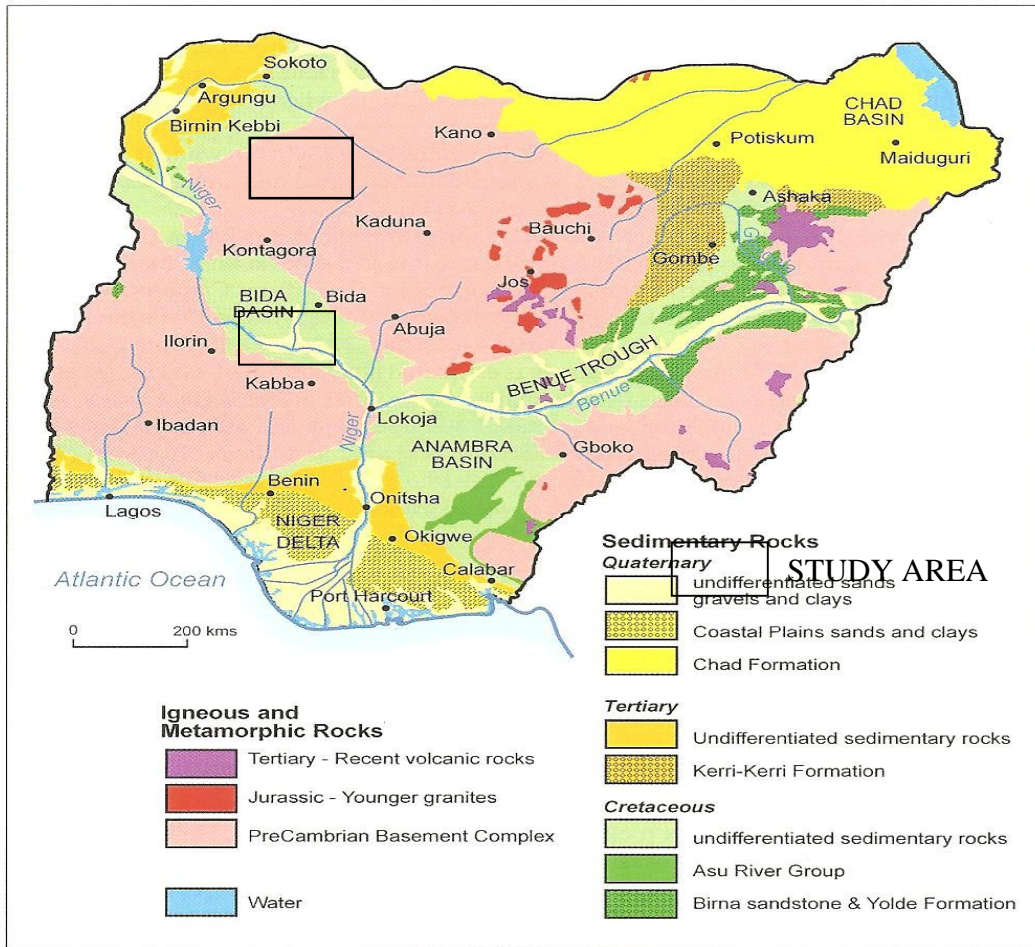 Sokoto
Argungu
Birnin Kebbi
Kano
CHAD
BASIN
Potiskum
Maiduguri
Niger
Ashaka
Kaduna
Bauchi
Kontagora
Gombe
Jos
BIDA
BASIN
Bida
Abuja
Ilorin
BENUE TROUGH
Kabba
Benue
Lokoja
Ibadan
Niger
ANAMBRA
BASIN
Gboko
Benin
Onitsha
Lagos
NIGER
DELTA
Okigwe
Calabar
Atlantic Ocean
Port Harcourt
0 200 kms
Sedimentary Rocks
Quaternary
STUDY AREA
undifferentiated sands
gravels and clays
Coastal Plains sands and clays
Chad Formation
Igneous and
Metamorphic Rocks
Tertiary - Recent volcanic rocks
Jurassic - Younger granites
PreCambrian Basement Complex
Water
Tertiary
Undifferentiated sedimentary rocks
Kerri-Kerri Formation
Cretaceous
undifferentiated sedimentary rocks
Asu River Group
Birna sandstone & Yolde Formation